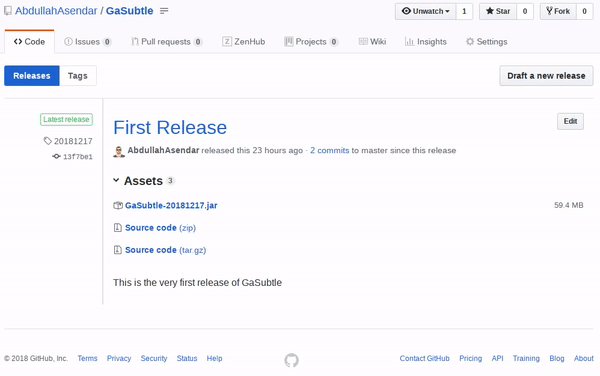 AbdullahAsendar / GaSubtle
Unwatch 1 Star 0 Fork 0
Code Issues 0 Pull requests 0 ZenHub Projects 0 Wiki Insights Settings
Releases Tags Draft a new release
Latest release
20181217
13f7be1
First Release Edit
AbdullahAsendar released this 23 hours ago · 2 commits to master since this release
Assets 3
GaSubtle-20181217.jar 59.4 MB
Source code (zip)
Source code (tar.gz)
This is the very first release of GaSubtle
© 2018 GitHub, Inc. Terms Privacy Security Status Help Contact GitHub Pricing API Training Blog About